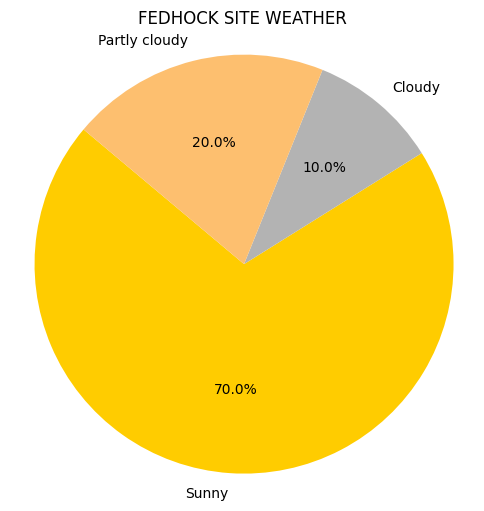 FEDHOCK SITE WEATHER
Partly cloudy
Cloudy
20.0%
10.0%
70.0%
Sunny